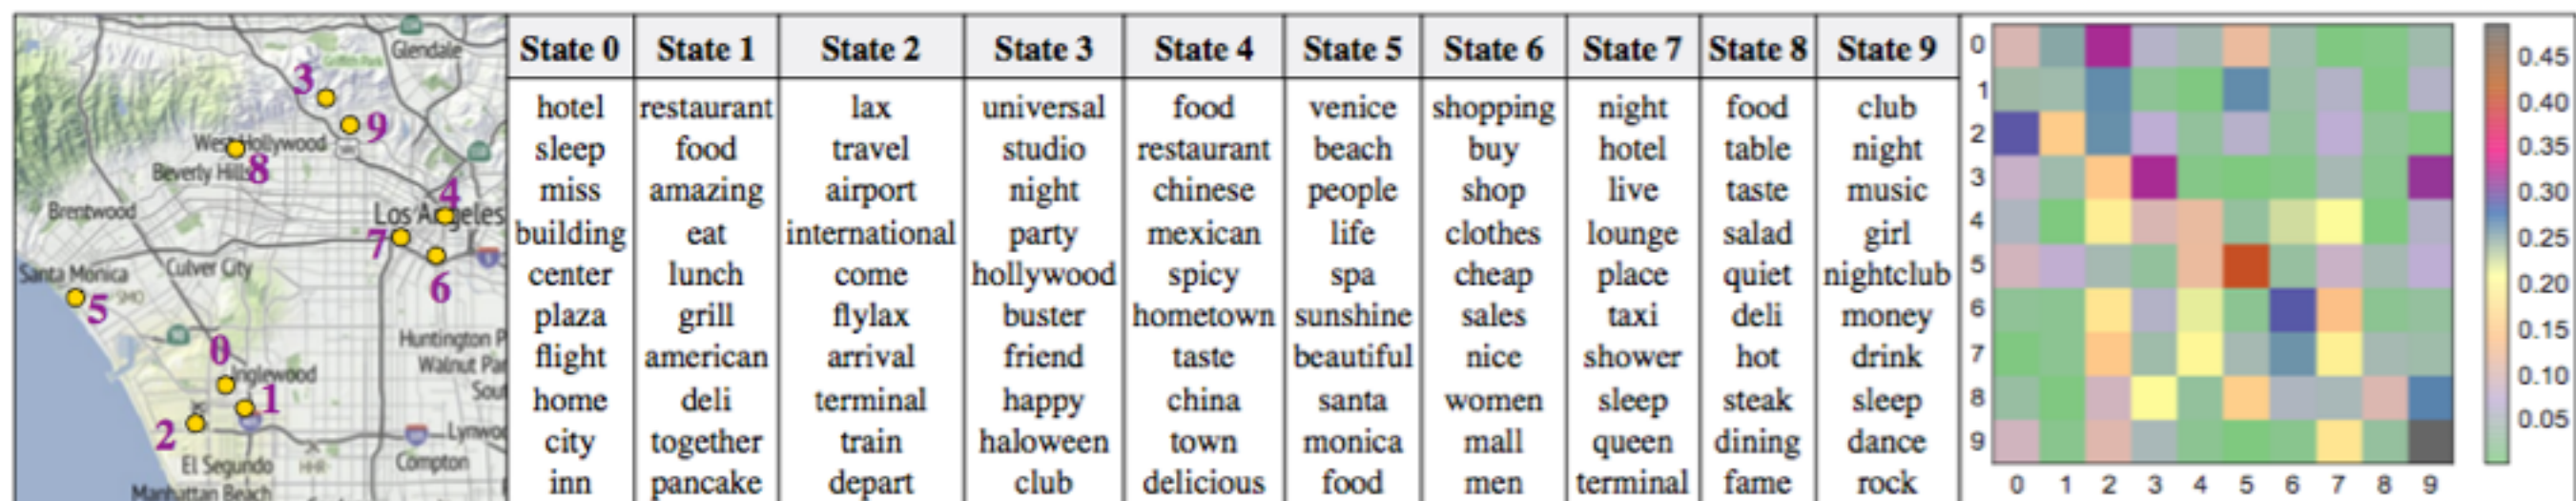 Glendale
3
9
West Hollywood
Beverly Hills
8
4
Brentwood
Los Angeles
7
Santa Monica
Culver City
6
5
SMO
Huntington P
0
Walnut Par
Inglewood
Sout
1
2
Lynwoo
El Segundo
HHR
Compton
Manhattan Beach
State 0 State 1 State 2 State 3 State 4 State 5 State 6 State 7 State 8 State 9
hotel restaurant lax universal food venice shopping night food club
sleep food travel studio restaurant beach buy hotel table night
miss amazing airport night chinese people shop live taste music
building eat international party mexican life clothes lounge salad girl
center lunch come hollywood spicy spa cheap place quiet nightclub
plaza grill flylax buster hometown sunshine sales taxi deli money
flight american arrival friend taste beautiful nice shower hot drink
home deli terminal happy china santa women sleep steak sleep
city together train haloween town monica mall queen dining dance
inn pancake depart club delicious food men terminal fame rock
0
1
2
3
4
5
6
7
8
9
0 1 2 3 4 5 6 7 8 9
0.45
0.40
0.35
0.30
0.25
0.20
0.15
0.10
0.05